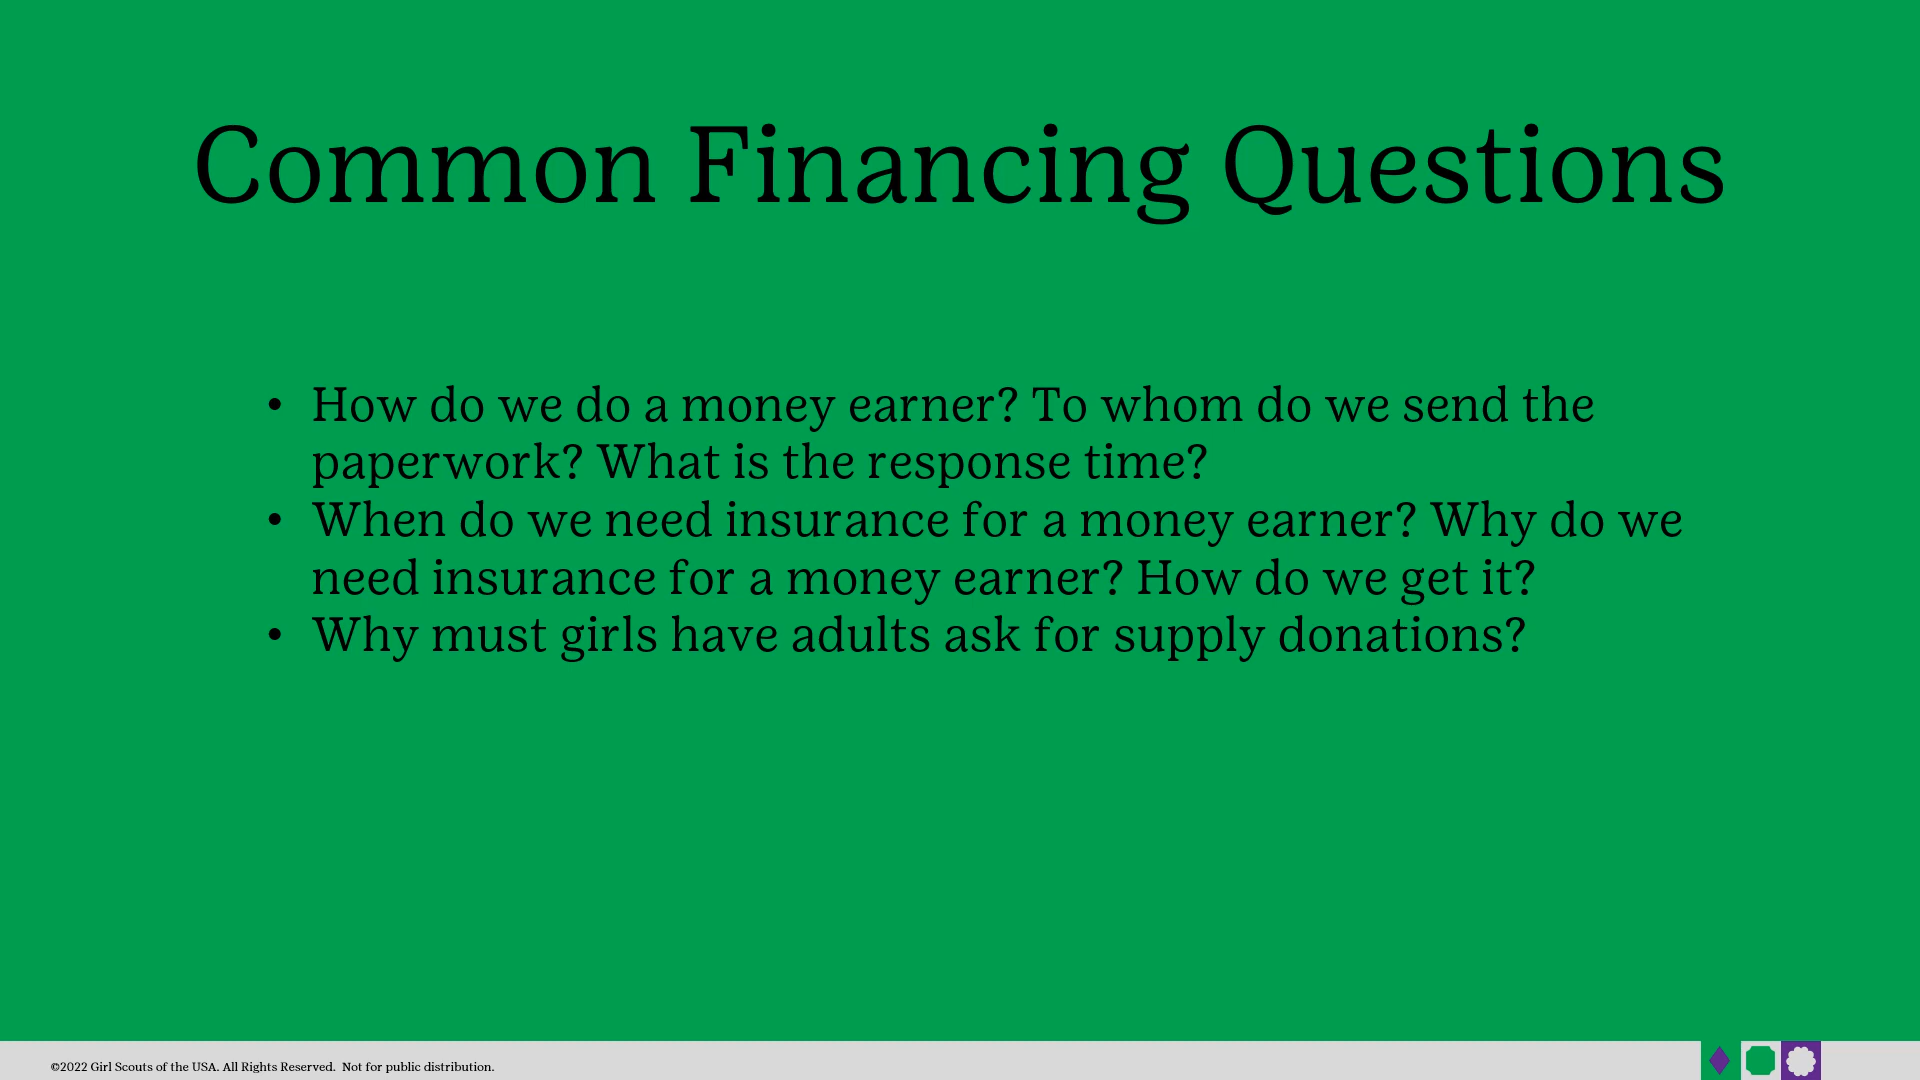 Common Financing Questions
• How do we do a money earner? To whom do we send the
paperwork? What is the response time?
• When do we need insurance for a money earner? Why do we
need insurance for a money earner? How do we get it?
• Why must girls have adults ask for supply donations?
©2022 Girl Scouts of the USA. All Rights Reserved. Not for public distribution.